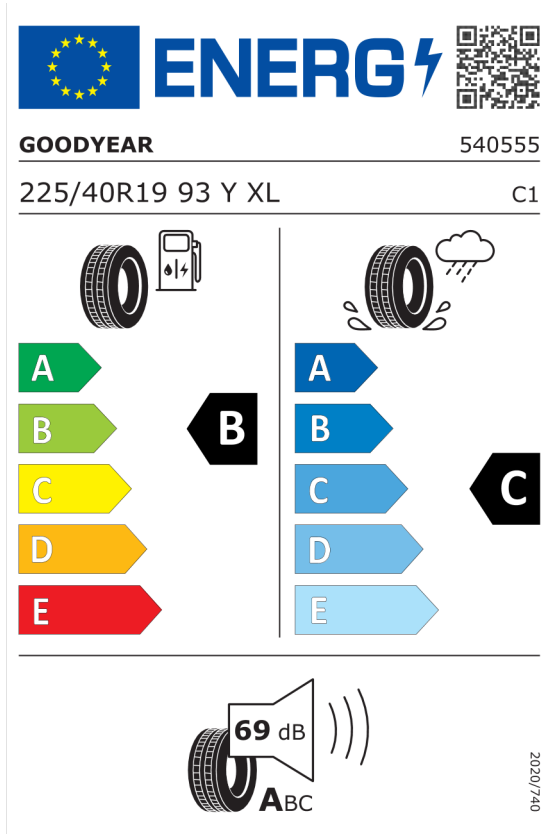 ENERG
GOODYEAR 540555
225/40R19 93 Y XL C1
A A
B B B
C C C
D D
E E
69 dB
ABC
2020/740